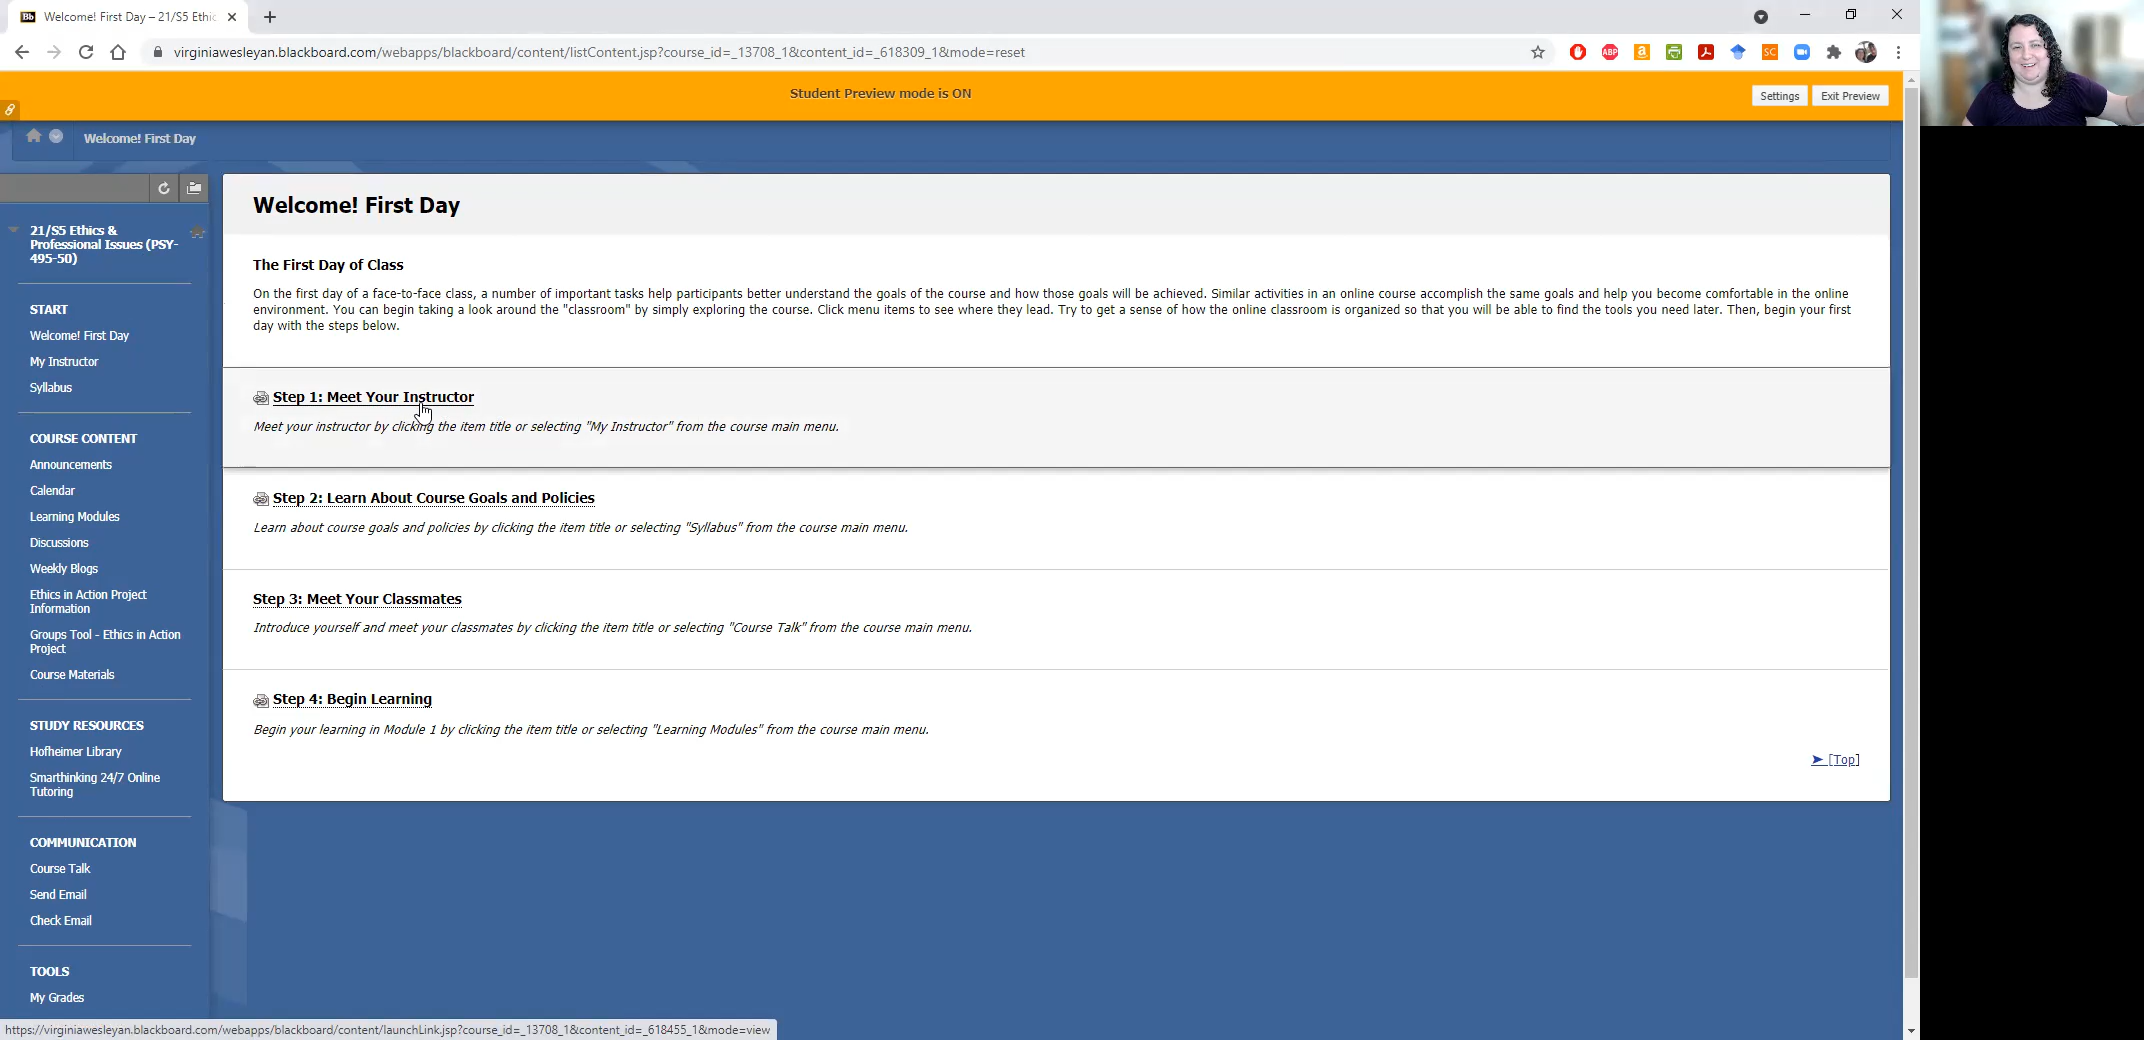 Bb Welcome! First Day – 21/S5 Ethic
virginiawesleyan.blackboard.com/webapps/blackboard/content/listContent.jsp?course_id=_13708_1&content_id=_618309_1&mode=reset
ABP
a
SC
Student Preview mode is ON
Settings
Exit Preview
Welcome! First Day
21/S5 Ethics &
Professional Issues (PSY-
495-50)
START
Welcome! First Day
My Instructor
Syllabus
COURSE CONTENT
Announcements
Calendar
Learning Modules
Discussions
Weekly Blogs
Ethics in Action Project
Information
Groups Tool - Ethics in Action
Project
Course Materials
STUDY RESOURCES
Hofheimer Library
Smarthinking 24/7 Online
Tutoring
COMMUNICATION
Course Talk
Send Email
Check Email
TOOLS
My Grades
Welcome! First Day
The First Day of Class
On the first day of a face-to-face class, a number of important tasks help participants better understand the goals of the course and how those goals will be achieved. Similar activities in an online course accomplish the same goals and help you become comfortable in the online
environment. You can begin taking a look around the "classroom" by simply exploring the course. Click menu items to see where they lead. Try to get a sense of how the online classroom is organized so that you will be able to find the tools you need later. Then, begin your first
day with the steps below.
Step 1: Meet Your Instructor
Meet your instructor by clicking the item title or selecting "My Instructor" from the course main menu.
Step 2: Learn About Course Goals and Policies
Learn about course goals and policies by clicking the item title or selecting "Syllabus" from the course main menu.
Step 3: Meet Your Classmates
Introduce yourself and meet your classmates by clicking the item title or selecting "Course Talk" from the course main menu.
Step 4: Begin Learning
Begin your learning in Module 1 by clicking the item title or selecting "Learning Modules" from the course main menu.
➤ [Top]
https://virginiawesleyan.blackboard.com/webapps/blackboard/content/launchLink.jsp?course_id=_13708_1&content_id=_618455_1&mode=view